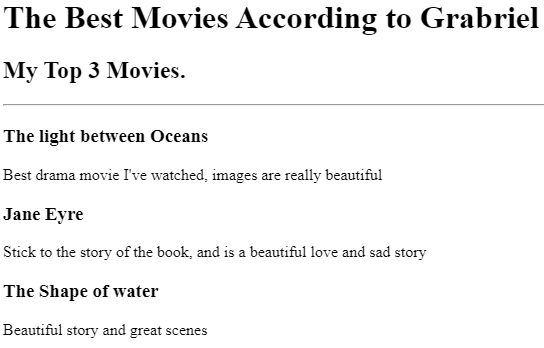 The Best Movies According to Grabriel
My Top 3 Movies.
The light between Oceans
Best drama movie I've watched, images are really beautiful
Jane Eyre
Stick to the story of the book, and is a beautiful love and sad story
The Shape of water
Beautiful story and great scenes